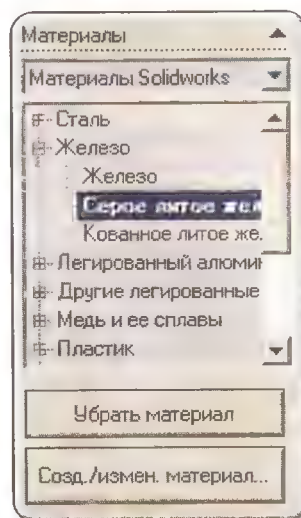 Материалы
Материалы Solidworks
Сталь
Железо
Железо
Серое литое жел
Кованное литое же.
Легированный алюмин
Другие легированные
Медь и ее сплавы
Пластик
Убрать материал
Созд./измен. материал...